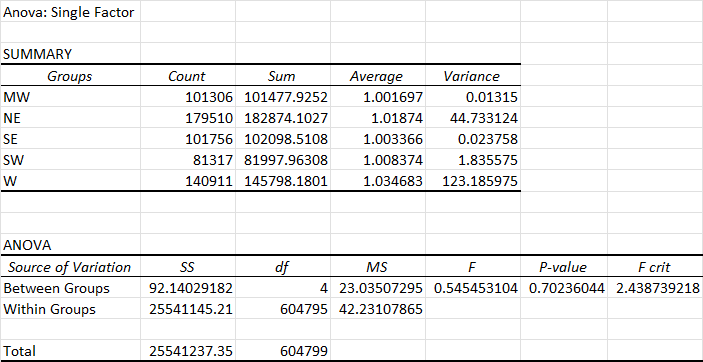 Anova: Single Factor
SUMMARY
Groups Count Sum Average Variance
MW 101306 101477.9252 1.001697 0.01315
NE 179510 182874.1027 1.01874 44.733124
SE 101756 102098.5108 1.003366 0.023758
SW 81317 81997.96308 1.008374 1.835575
W 140911 145798.1801 1.034683 123.185975
ANOVA
Source of Variation SS df MS F P-value F crit
Between Groups 92.14029182 4 23.03507295 0.545453104 0.70236044 2.438739218
Within Groups 25541145.21 604795 42.23107865
Total 25541237.35 604799